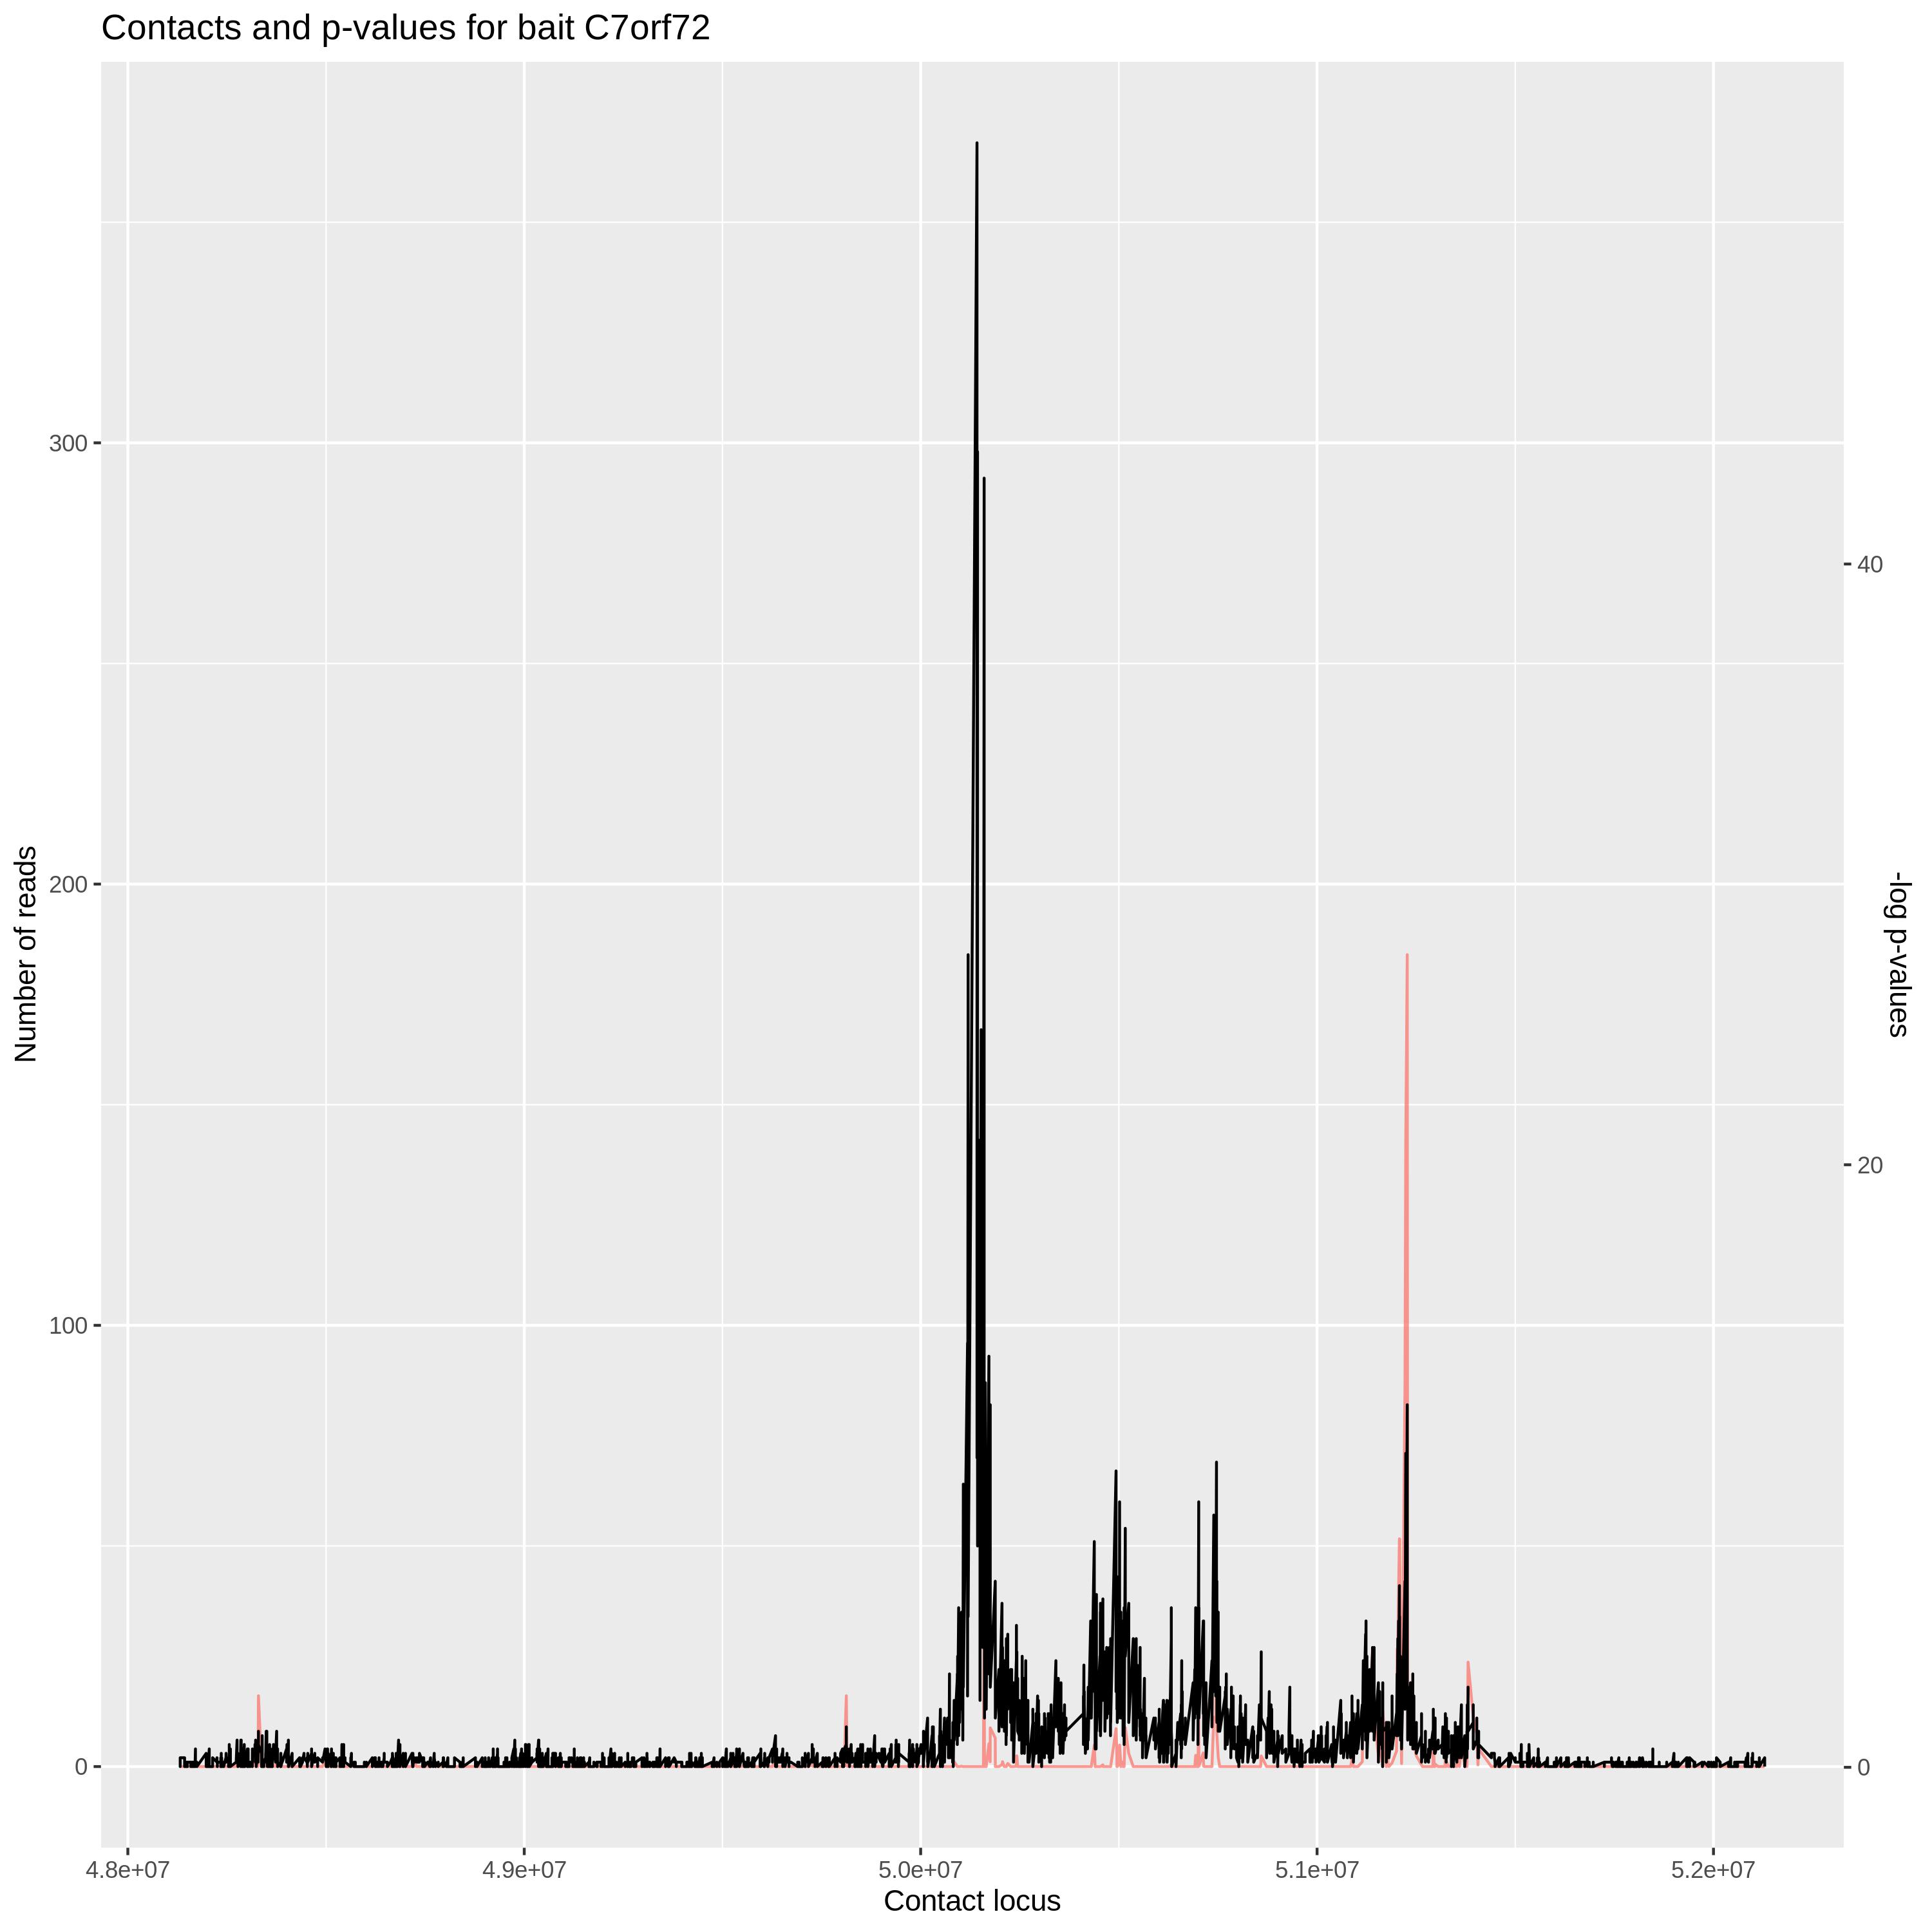 Contacts and p-values for bait C7orf72
300
200
100
0
Number of reads
40
20
0
-log p-values
4.8e+07
4.9e+07
5.0e+07
5.1e+07
5.2e+07
Contact locus